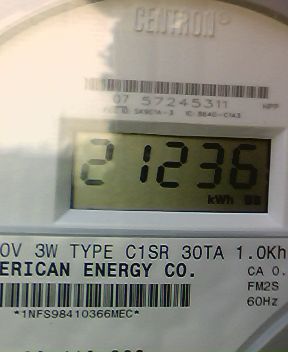 CENTRON®
07 57245311
21236
kWh 88
0V 3W TYPE C1SR 30TA 1.0Kh
ERICAN ENERGY CO.
CA 0.
FM2S
60Hz
*1NFS98410366MEC*